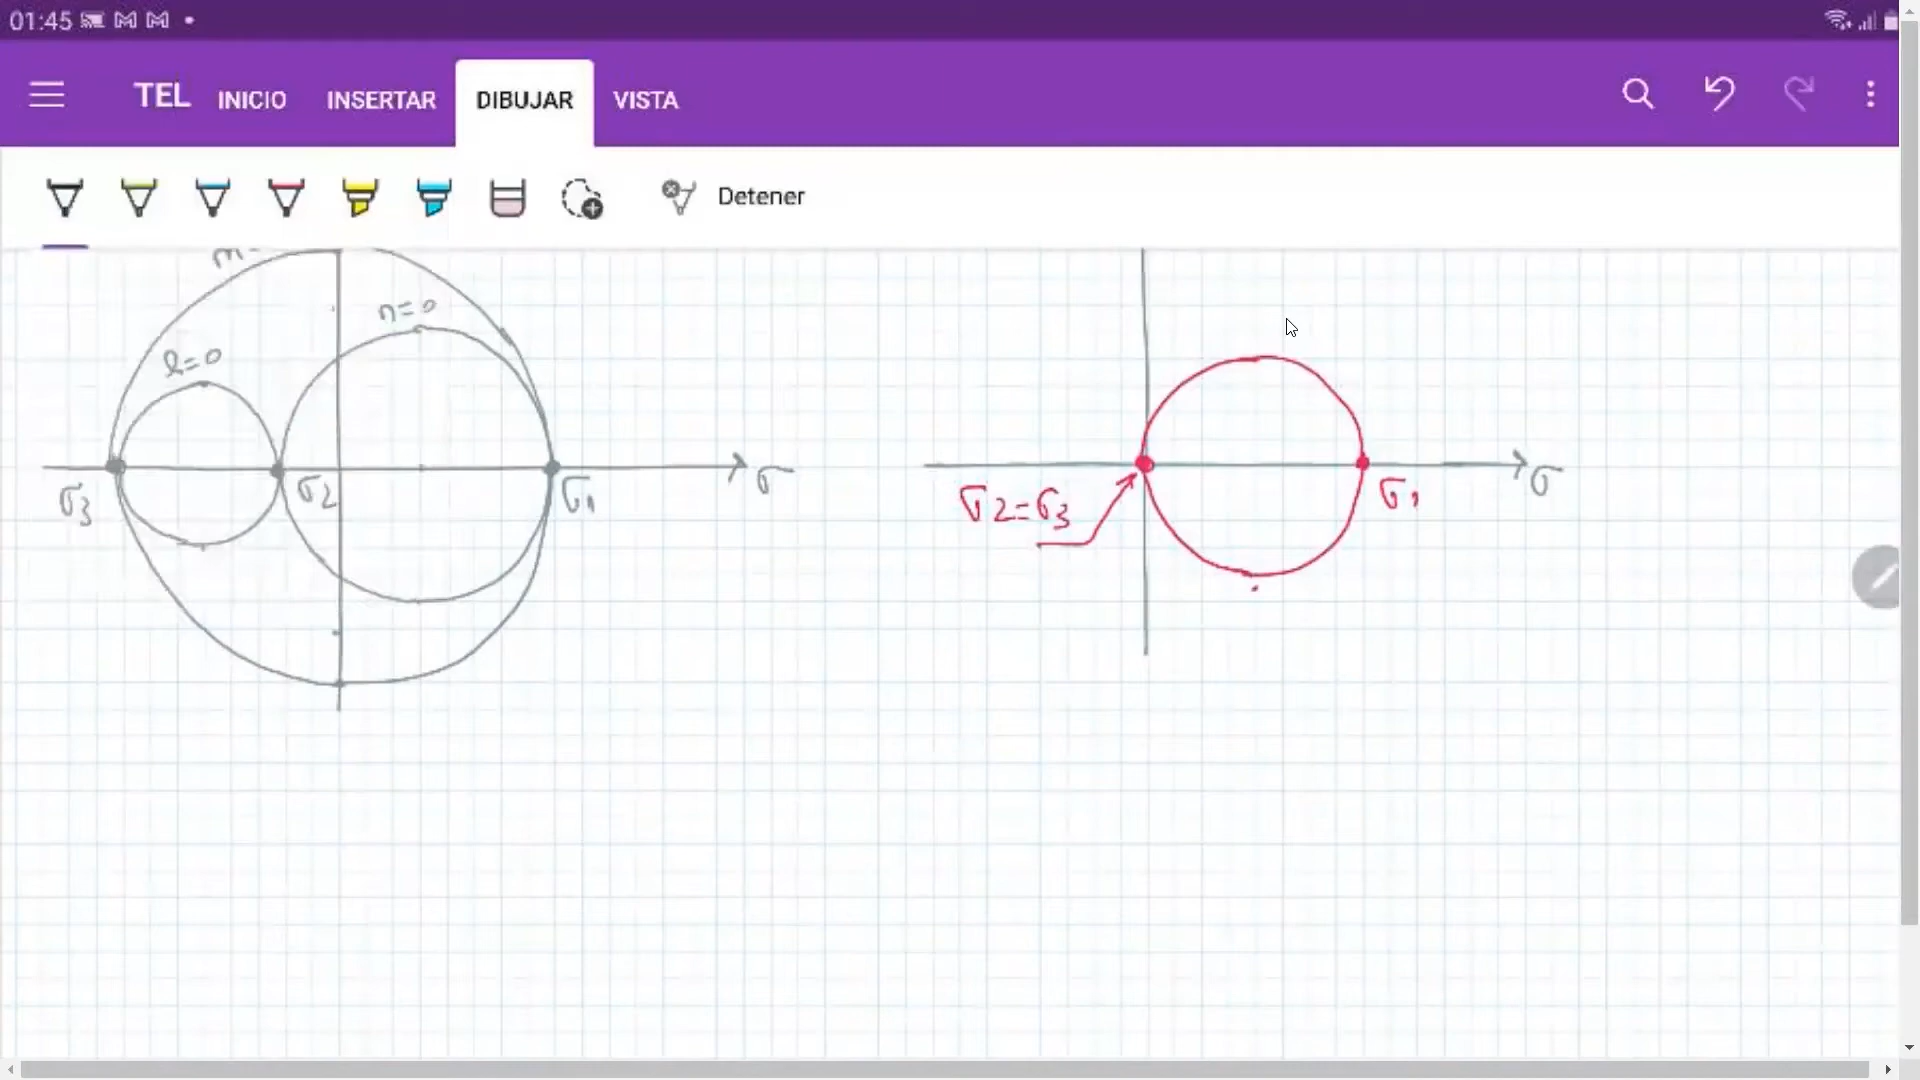 01:45
TEL INICIO INSERTAR DIBUJAR VISTA
Detener
m=
n=0
l=0
σ
σ3
σ2
σ1
σ
σ2=σ3
σ1